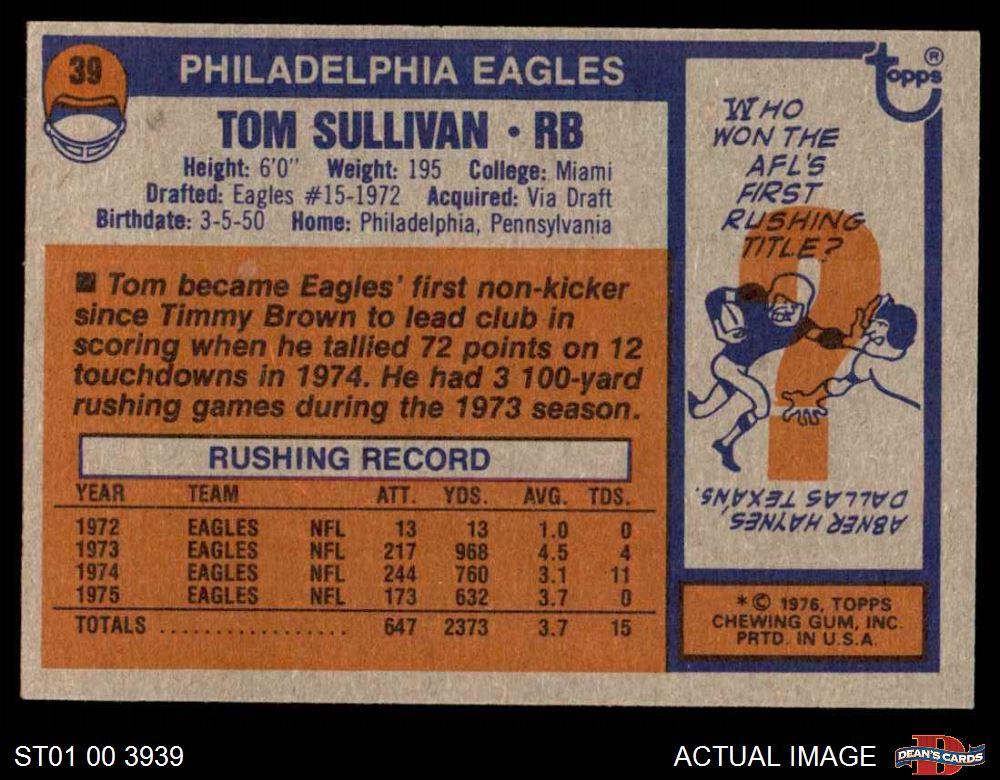 39
PHILADELPHIA EAGLES
TOM SULLIVAN • RB
Height: 6'0" Weight: 195 College: Miami
Drafted: Eagles #15-1972 Acquired: Via Draft
Birthdate: 3-5-50 Home: Philadelphia, Pennsylvania
Tom became Eagles' first non-kicker
since Timmy Brown to lead club in
scoring when he tallied 72 points on 12
touchdowns in 1974. He had 3 100-yard
rushing games during the 1973 season.
RUSHING RECORD
YEAR TEAM ATT. YDS. AVG. TDS.
1972 EAGLES NFL 13 13 1.0 0
1973 EAGLES NFL 217 968 4.5 4
1974 EAGLES NFL 244 760 3.1 11
1975 EAGLES NFL 173 632 3.7 0
TOTALS .................. 647 2373 3.7 15
topps®
WHO
WON THE
AFL'S
FIRST
RUSHING
TITLE?
?
ABNER HAYNES,
DALLAS TEXANS.
*© 1976, TOPPS
CHEWING GUM, INC.
PRTD. IN U.S.A.
ST01 00 3939
ACTUAL IMAGE
D
DEAN'S CARDS